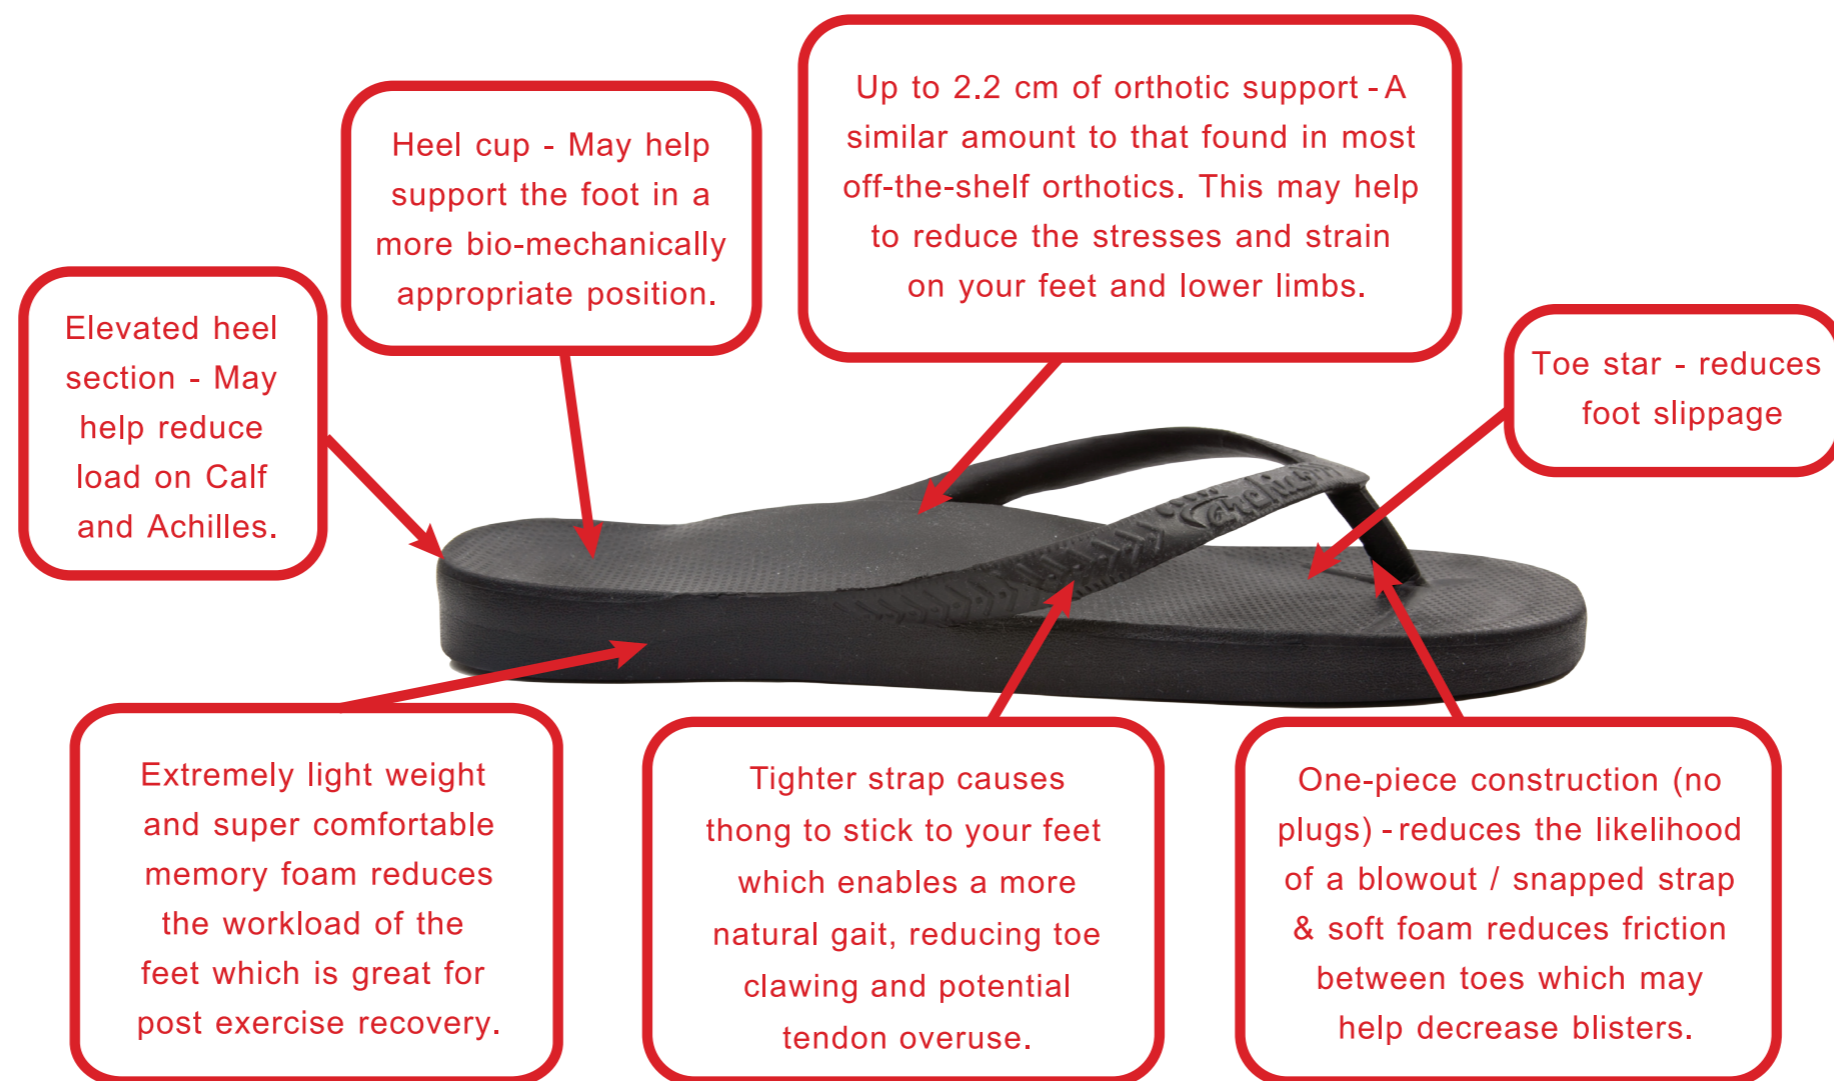 Up to 2.2 cm of orthotic support - A
similar amount to that found in most
off-the-shelf orthotics. This may help
to reduce the stresses and strain
on your feet and lower limbs.
Heel cup - May help
support the foot in a
more bio-mechanically
appropriate position.
Elevated heel
section - May
help reduce
load on Calf
and Achilles.
Toe star - reduces
foot slippage
Extremely light weight
and super comfortable
memory foam reduces
the workload of the
feet which is great for
post exercise recovery.
Tighter strap causes
thong to stick to your feet
which enables a more
natural gait, reducing toe
clawing and potential
tendon overuse.
One-piece construction (no
plugs) - reduces the likelihood
of a blowout / snapped strap
& soft foam reduces friction
between toes which may
help decrease blisters.